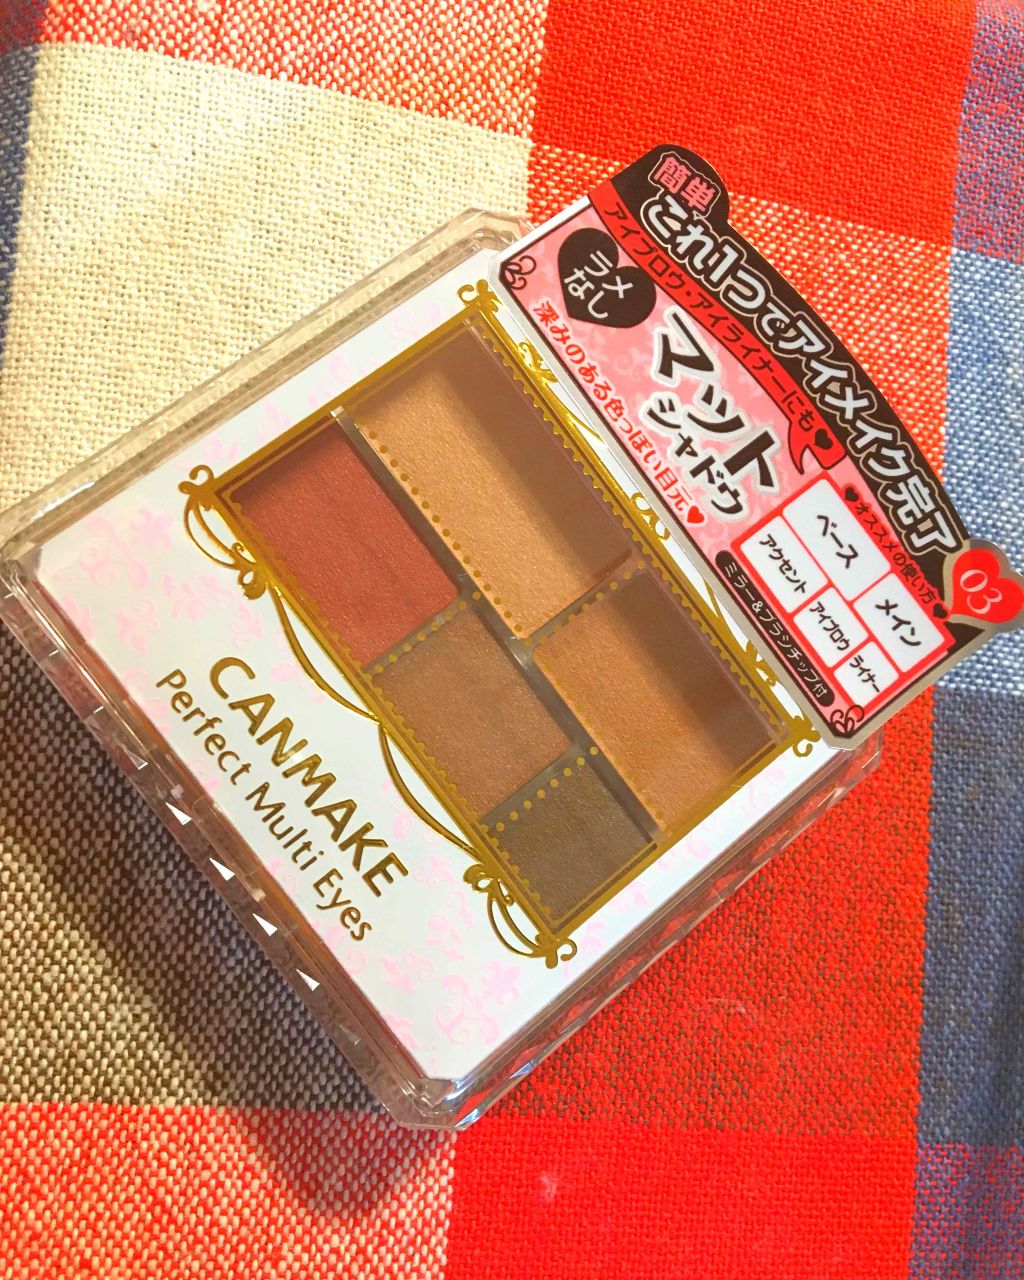 簡単
これ1つでアイメイク完了
アイブロウ・アイライナーにも♥
ラメ
なし
マット
シャドウ
深みのある色っぽい目元♥
♥オススメの使い方♥
ベース
メイン
アクセント
アイブロウ
ライナー
ミラー&ブラシチップ付
03
CANMAKE
Perfect Multi Eyes